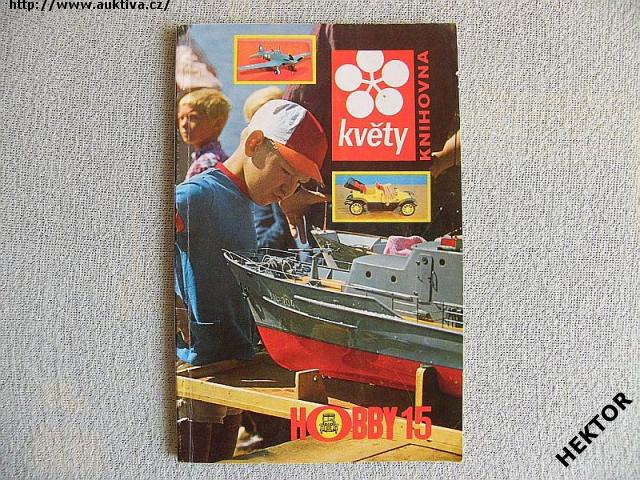 http://www.auktiva.cz/
květy
KNIHOVNA
HOBBY 15
HEKTOR